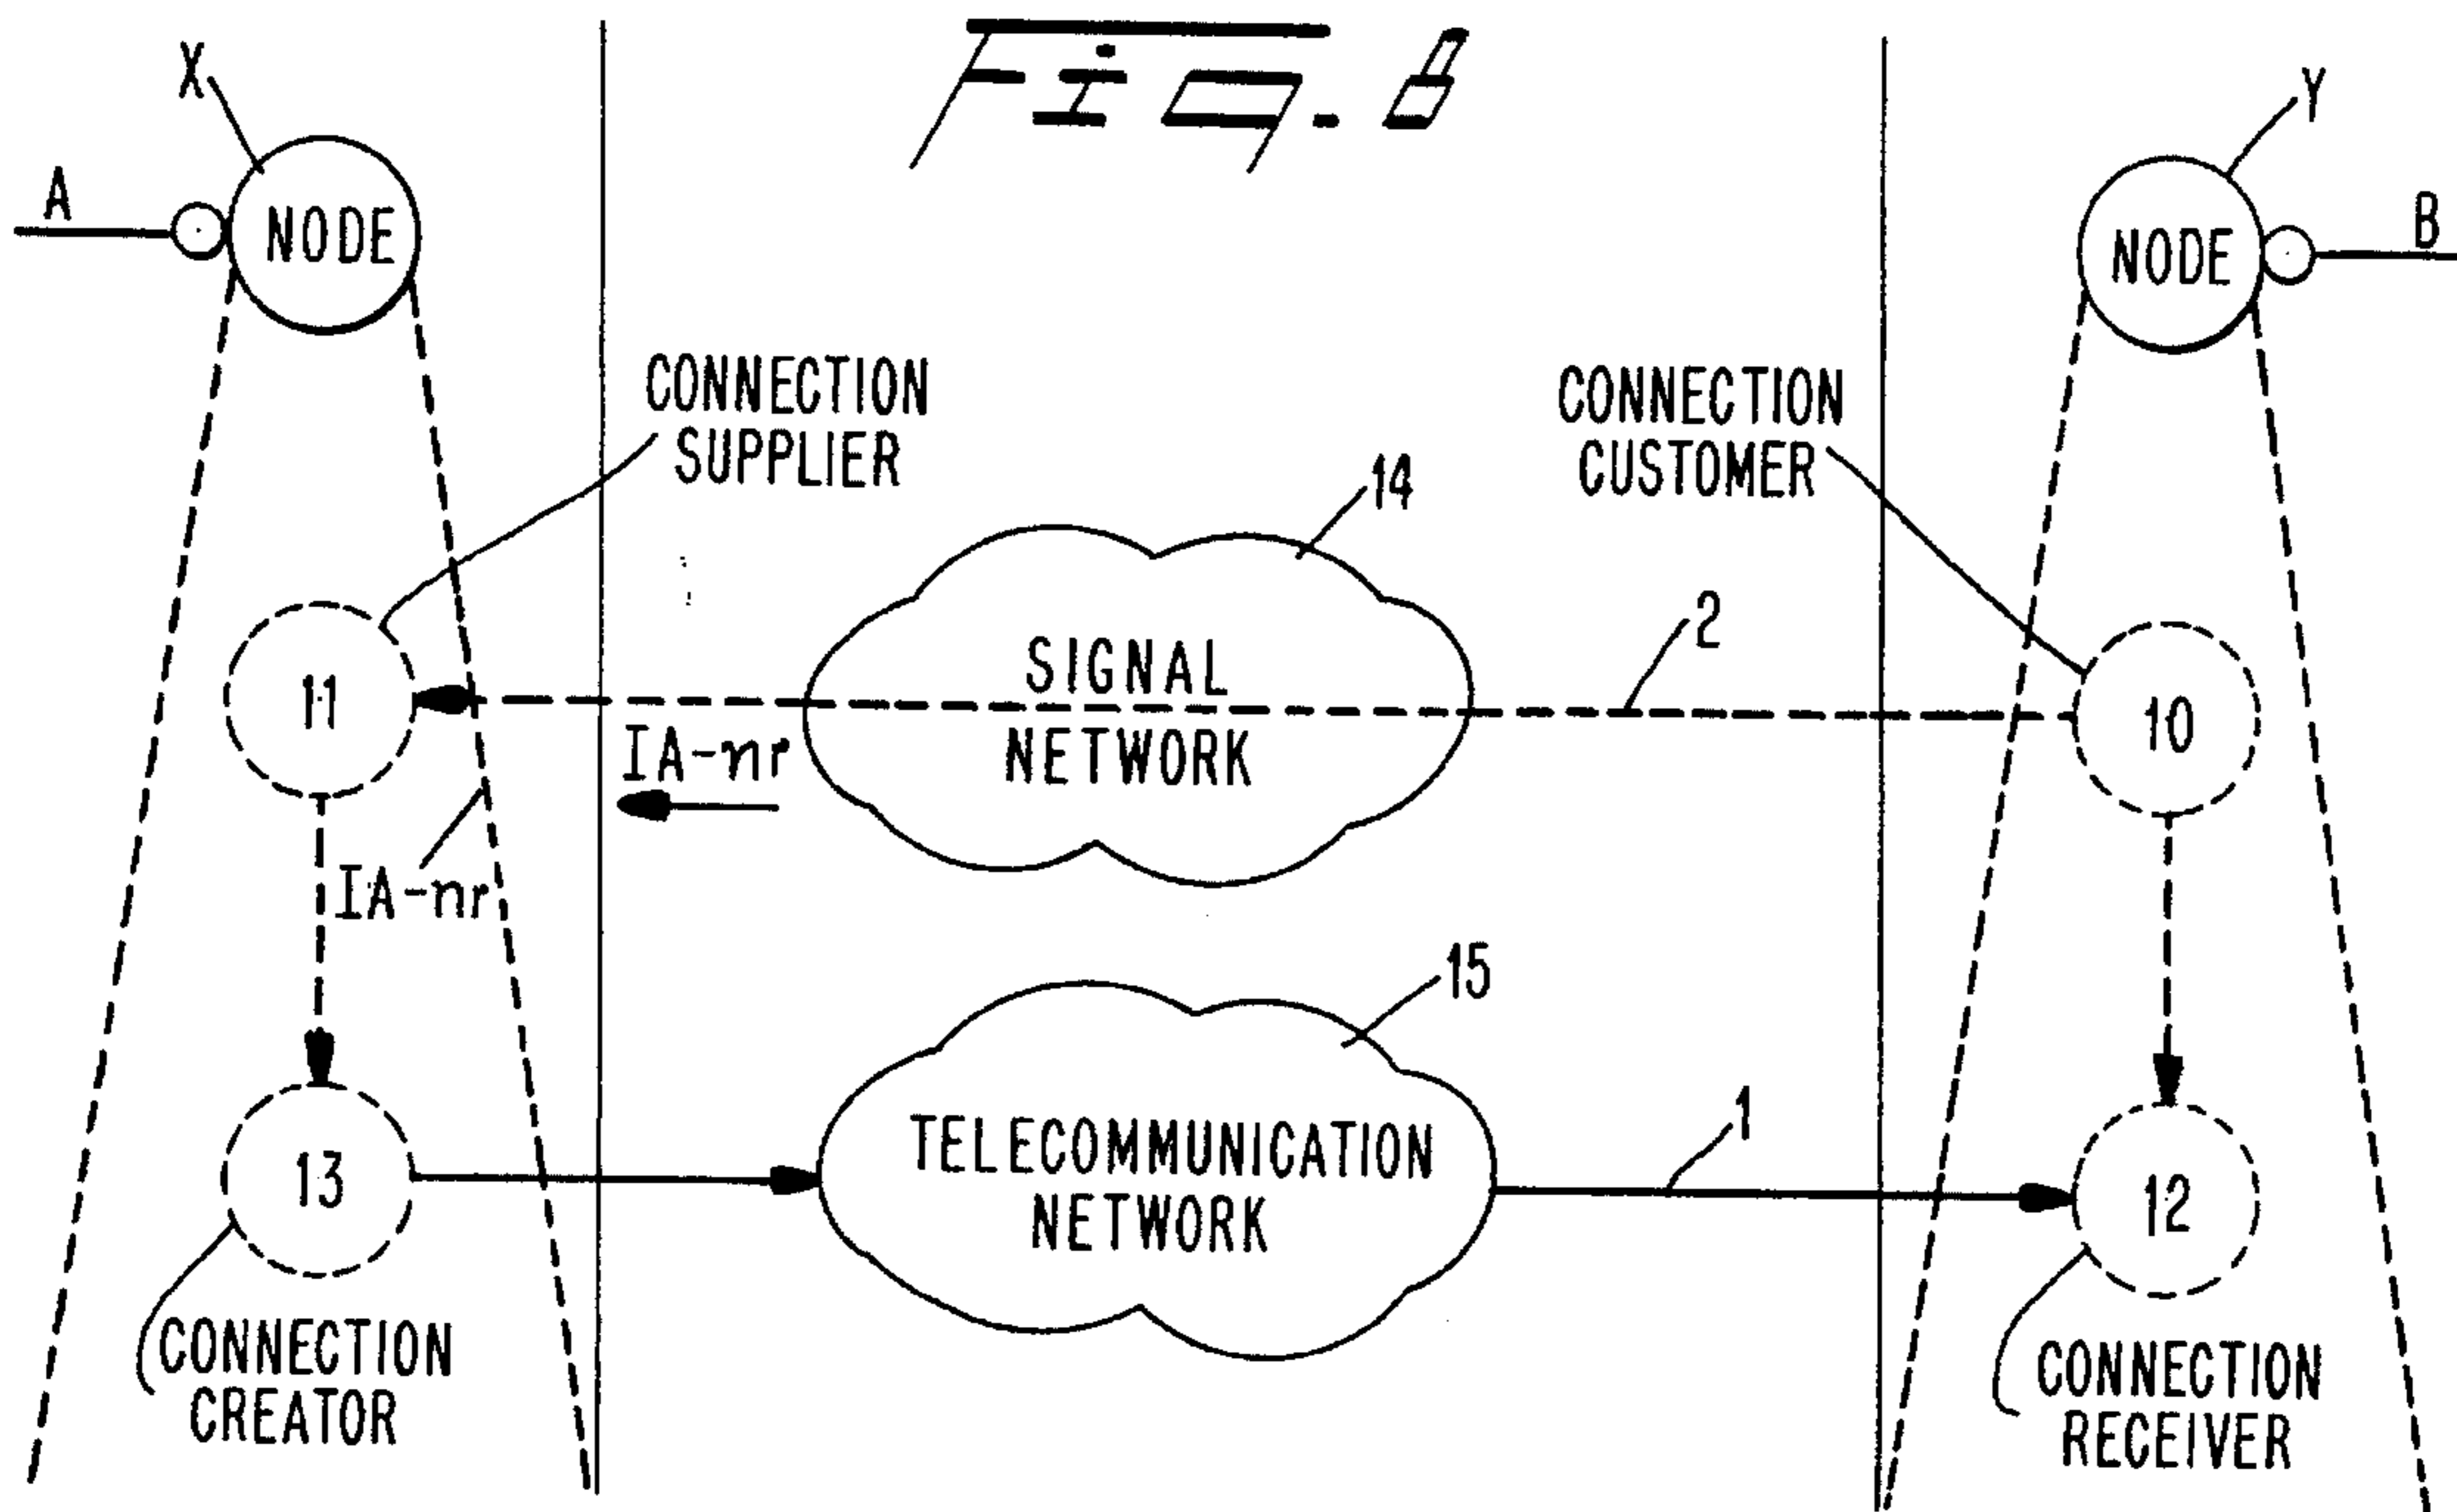 Fig. 8
X
Y
A
NODE
NODE
B
CONNECTION
SUPPLIER
CONNECTION
CUSTOMER
14
2
SIGNAL
NETWORK
11
10
IA-nr
IA-nr
15
1
TELECOMMUNICATION
NETWORK
13
12
CONNECTION
CREATOR
CONNECTION
RECEIVER